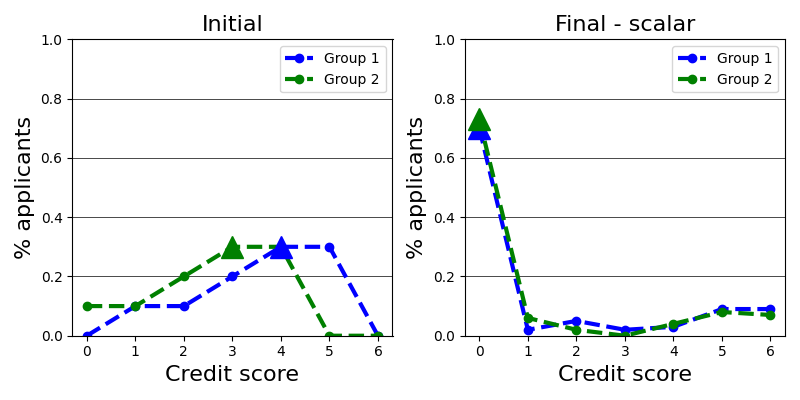 Initial
% applicants
1.0
0.8
0.6
0.4
0.2
0.0
Group 1
Group 2
0 1 2 3 4 5 6
Credit score
Final - scalar
% applicants
1.0
0.8
0.6
0.4
0.2
0.0
Group 1
Group 2
0 1 2 3 4 5 6
Credit score